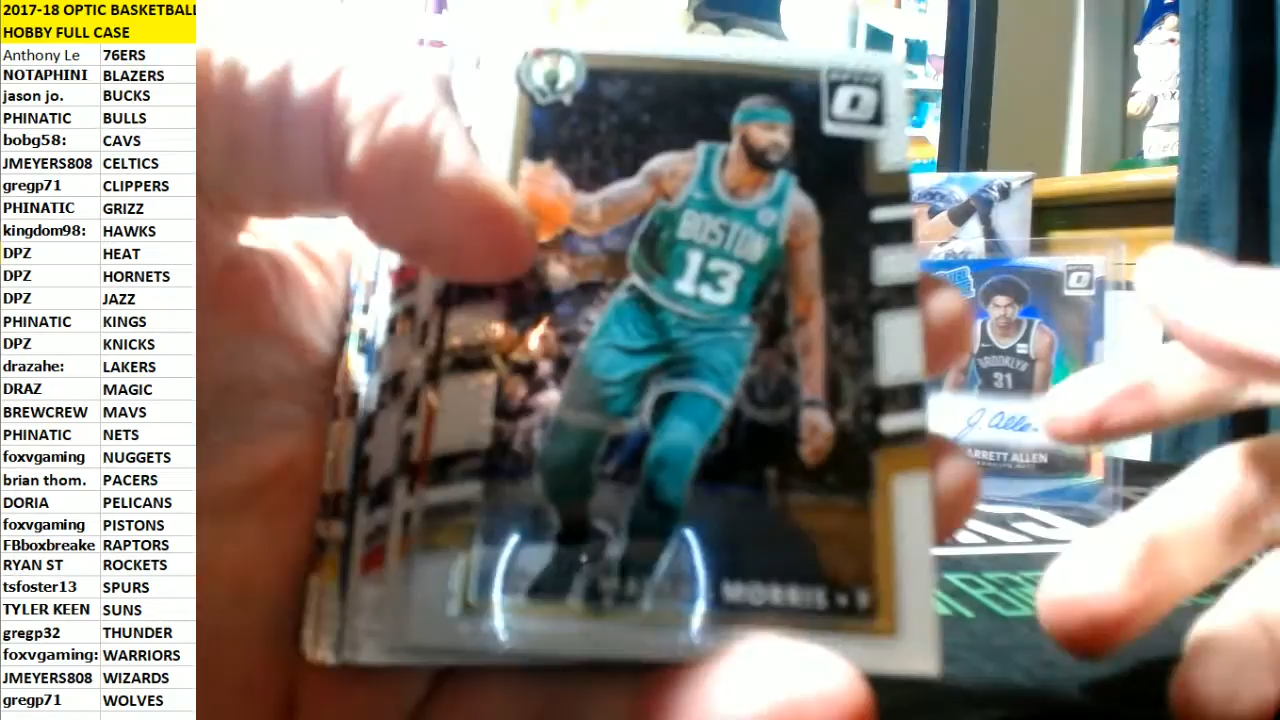 2017-18 OPTIC BASKETBALL
HOBBY FULL CASE
Anthony Le 76ERS
NOTAPHINI BLAZERS
jason jo. BUCKS
PHINATIC BULLS
bobg58: CAVS
JMEYERS808 CELTICS
gregp71 CLIPPERS
PHINATIC GRIZZ
kingdom98: HAWKS
DPZ HEAT
DPZ HORNETS
DPZ JAZZ
PHINATIC KINGS
DPZ KNICKS
drazahe: LAKERS
DRAZ MAGIC
BREWCREW MAVS
PHINATIC NETS
foxvgaming NUGGETS
brian thom. PACERS
DORIA PELICANS
foxvgaming PISTONS
FBboxbreake RAPTORS
RYAN ST ROCKETS
tsfoster13 SPURS
TYLER KEEN SUNS
gregp32 THUNDER
foxvgaming: WARRIORS
JMEYERS808 WIZARDS
gregp71 WOLVES
OPTIC
BOSTON
13
MORRIS • F
BROOKLYN
31
J. Alle
ARRETT ALLEN